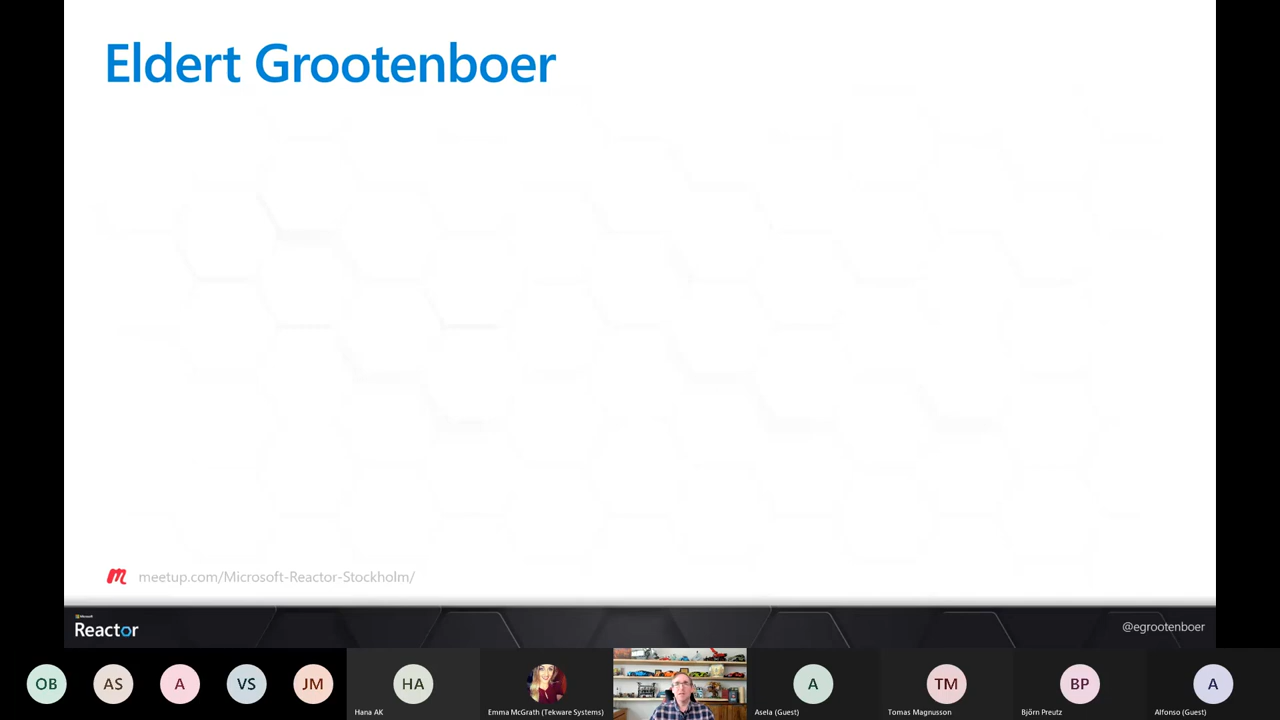 Eldert Grootenboer
meetup.com/Microsoft-Reactor-Stockholm/
Microsoft
Reactor
@egrootenboer
OB
AS
A
VS
JM
HA
Hana AK
Emma McGrath (Tekware Systems)
A
Asela (Guest)
TM
Tomas Magnusson
BP
Björn Preutz
A
Alfonso (Guest)